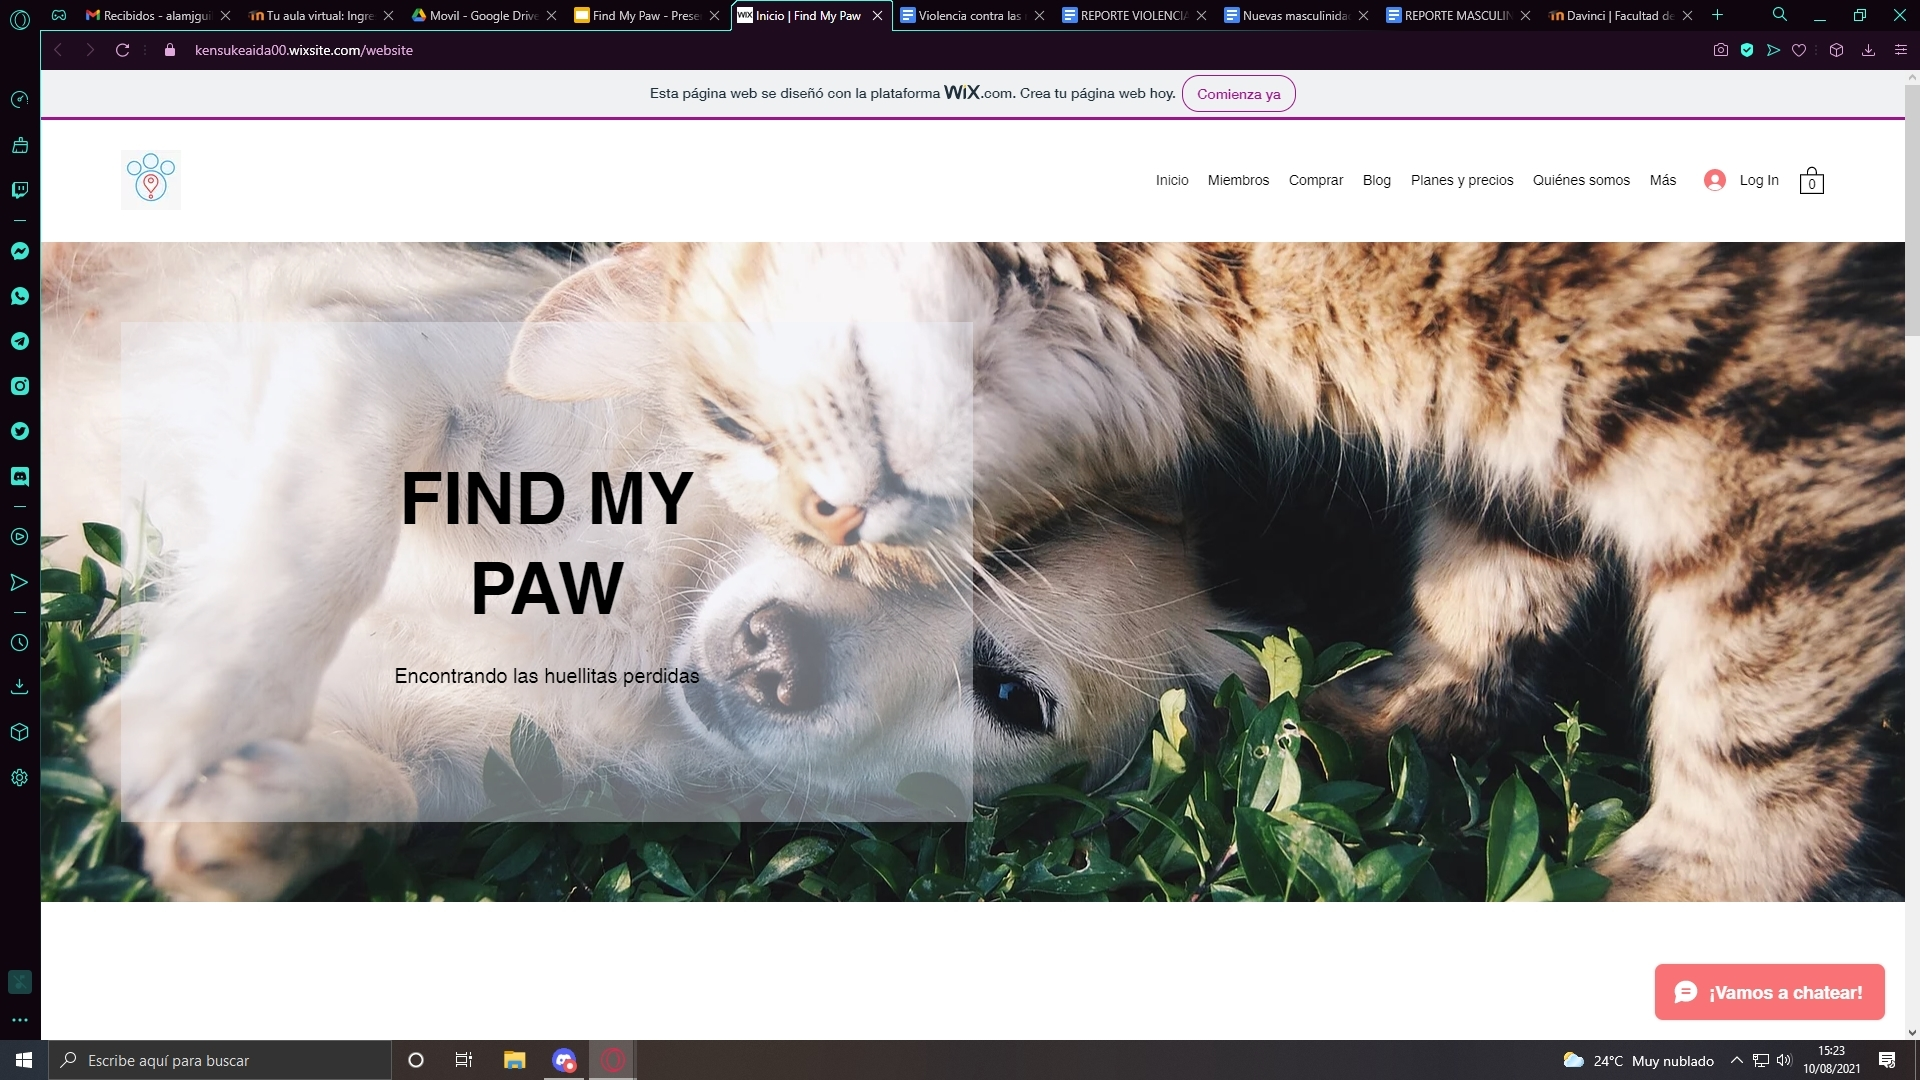 Recibidos - alamjgui
Tu aula virtual: Ingre
Movil - Google Drive
Find My Paw - Prese
WiX Inicio | Find My Paw
Violencia contra las
REPORTE VIOLENCIA
Nuevas masculinida
REPORTE MASCULIN
Davinci | Facultad de
kensukeaida00.wixsite.com/website
Esta página web se diseñó con la plataforma WiX.com. Crea tu página web hoy. Comienza ya
Inicio Miembros Comprar Blog Planes y precios Quiénes somos Más Log In 0
FIND MY
PAW
Encontrando las huellitas perdidas
¡Vamos a chatear!
Escribe aquí para buscar
24°C Muy nublado
15:23
10/08/2021